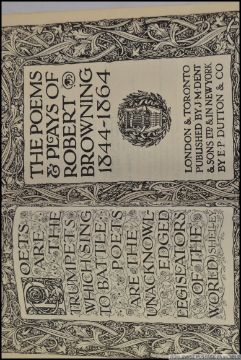 POETS
ARE
THE
TRUMPETS
WHICH SING
TO BATTLE
POETS
ARE THE
UNACKNOWL
EDGED
LEGISLATORS
OF THE
WORLD SHELLEY
THE POEMS
& PLAYS OF
ROBERT
BROWNING
1844-1864
LONDON & TORONTO
PUBLISHED BY J·M·DENT
& SONS LTD & IN NEW YORK
BY E·P·DUTTON & CO